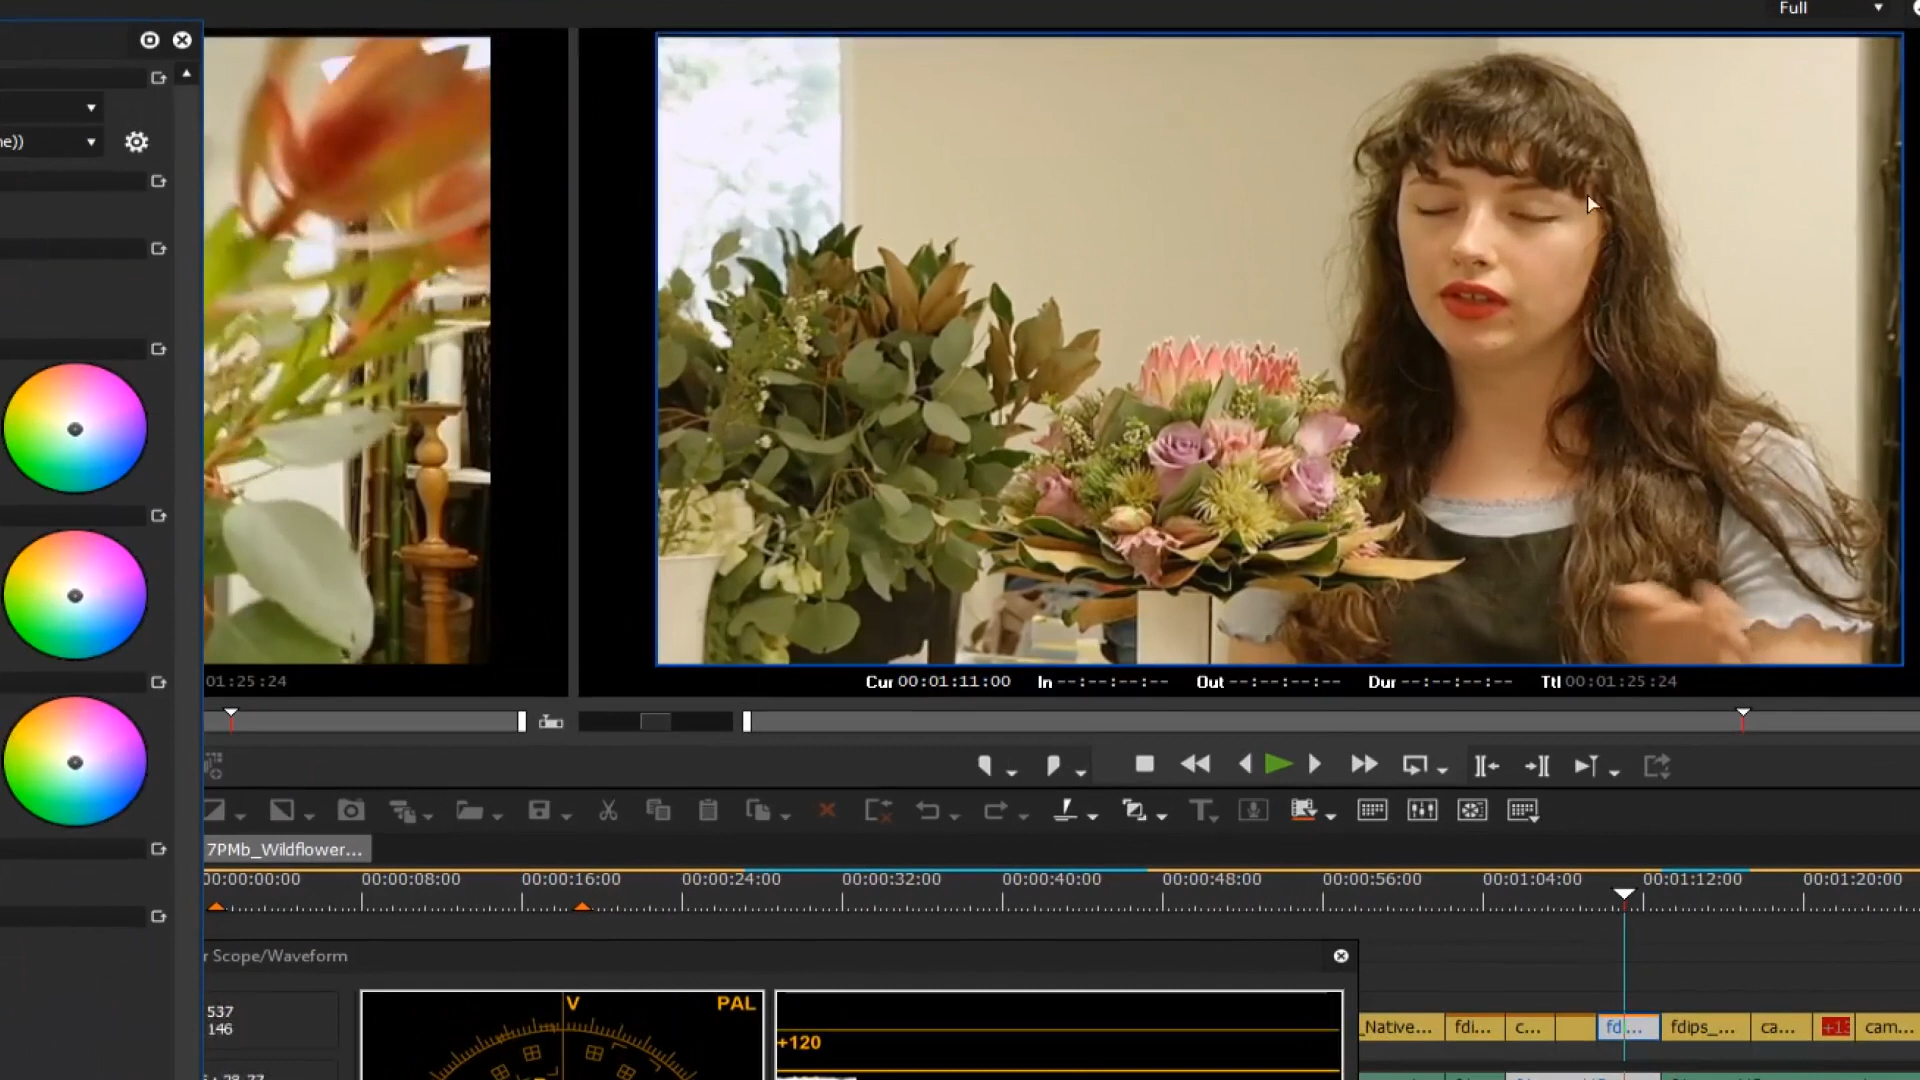 Full
ne))
01:25:24
Cur 00:01:11:00 In --:--:--:-- Out --:--:--:-- Dur --:--:--:-- Ttl 00:01:25:24
7PMb_Wildflower...
00:00:00:00 00:00:08:00 00:00:16:00 00:00:24:00 00:00:32:00 00:00:40:00 00:00:48:00 00:00:56:00 00:01:04:00 00:01:12:00 00:01:20:00
r Scope/Waveform
537
146
V PAL
+120
_Native... fdi... c... fd... fdips_... ca... +13 cam...